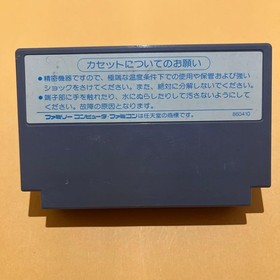 カセットについてのお願い
●精密機器ですので、極端な温度条件下での使用や保管および強い
ショックをさけてください。また、絶対に分解しないでください。
●端子部に手を触れたり、水にぬらしたりして汚さないようにして
ください。故障の原因となります。
ファミリーコンピュータ ファミコンは任天堂の商標です。